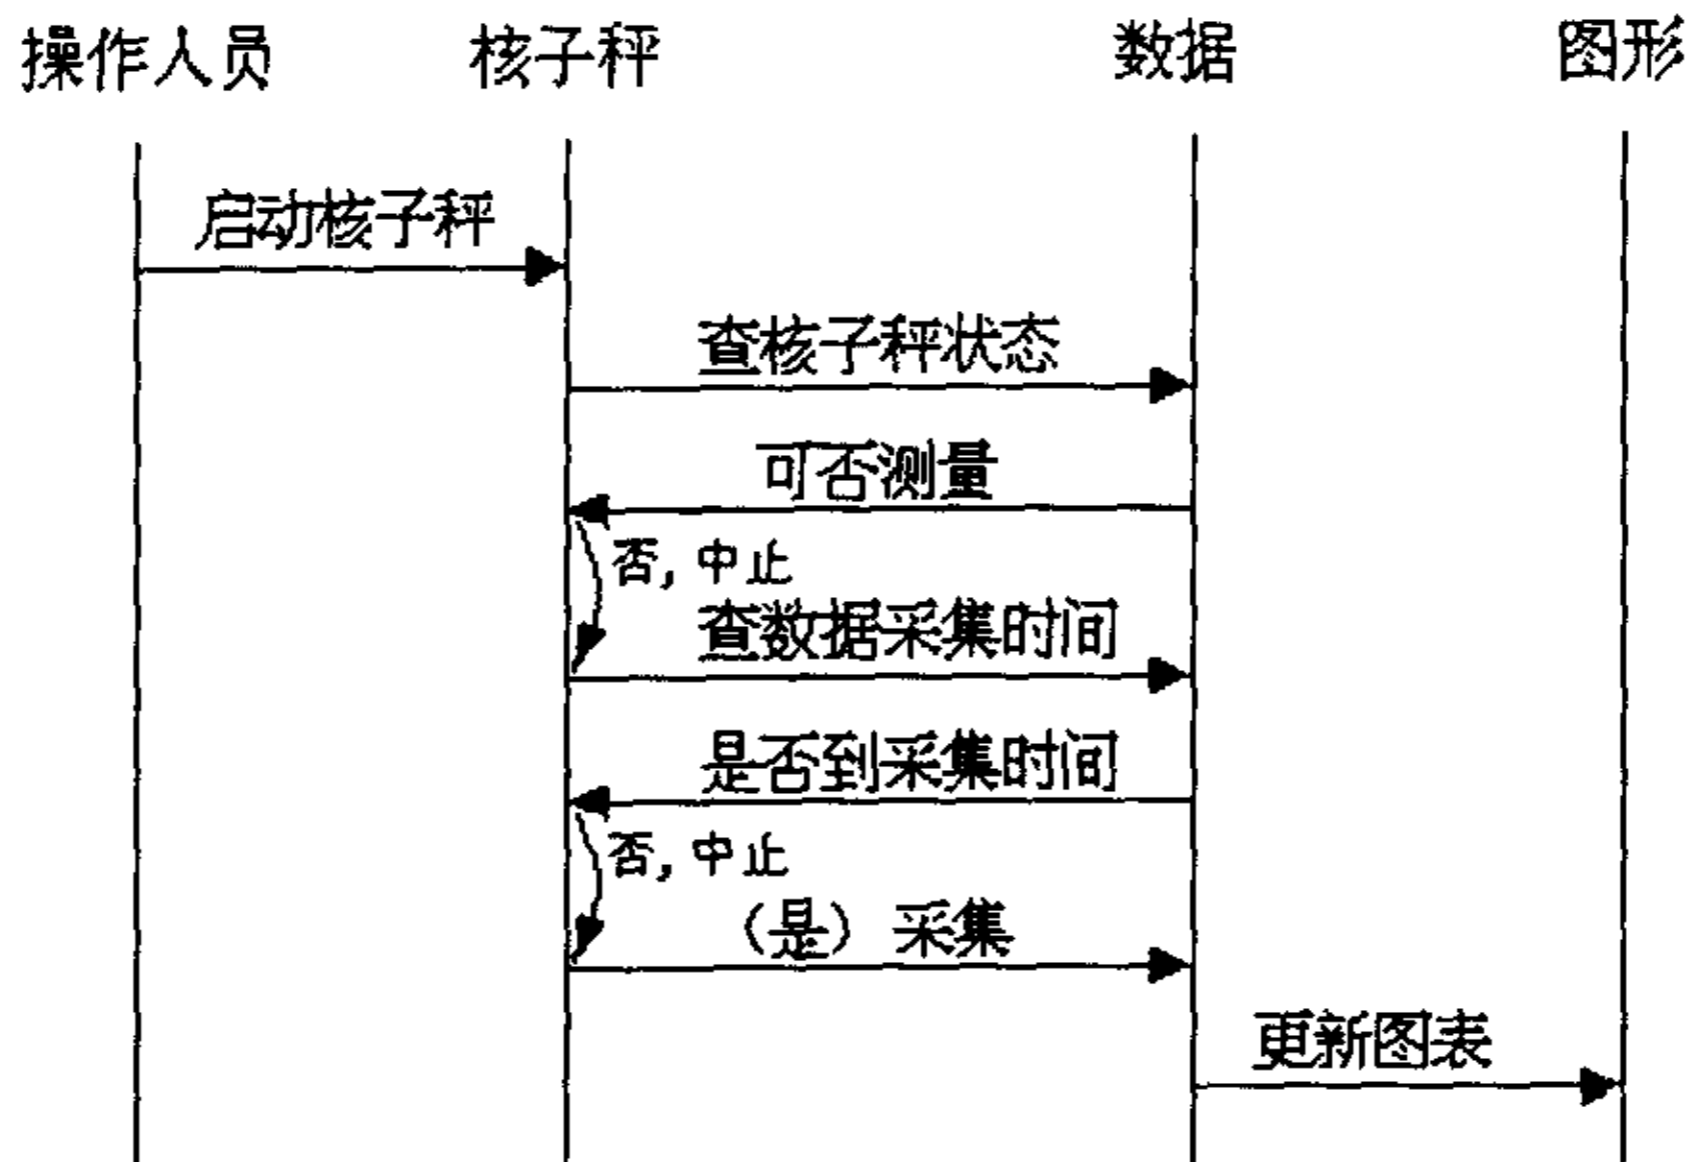 操作人员 核子秤 数据 图形
启动核子秤
查核子秤状态
可否测量
否, 中止
查数据采集时间
是否到采集时间
否, 中止
（是） 采集
更新图表